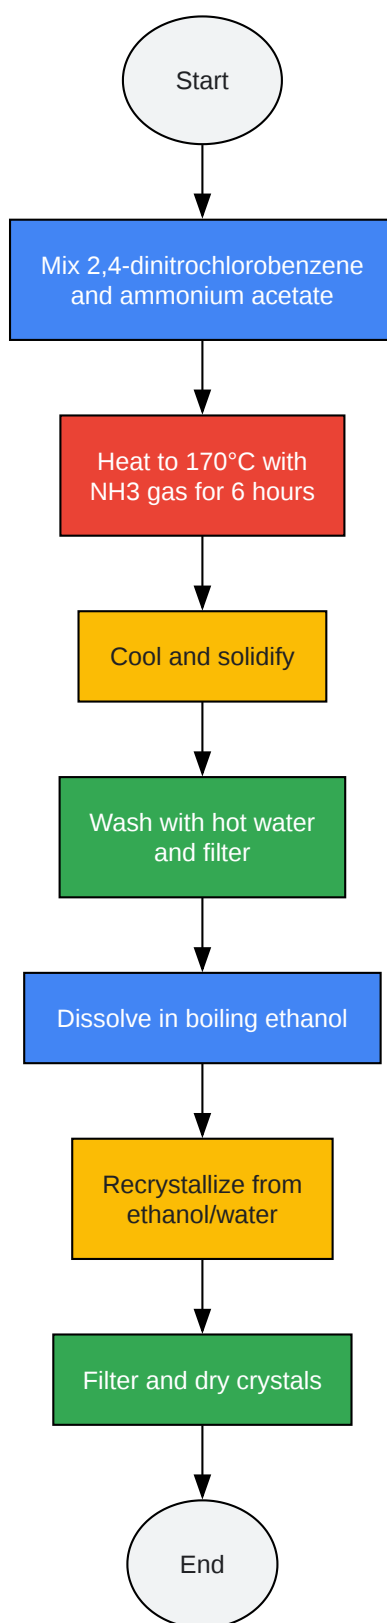 Start
Mix 2,4-dinitrochlorobenzene
and ammonium acetate
Heat to 170°C with
NH3 gas for 6 hours
Cool and solidify
Wash with hot water
and filter
Dissolve in boiling ethanol
Recrystallize from
ethanol/water
Filter and dry crystals
End